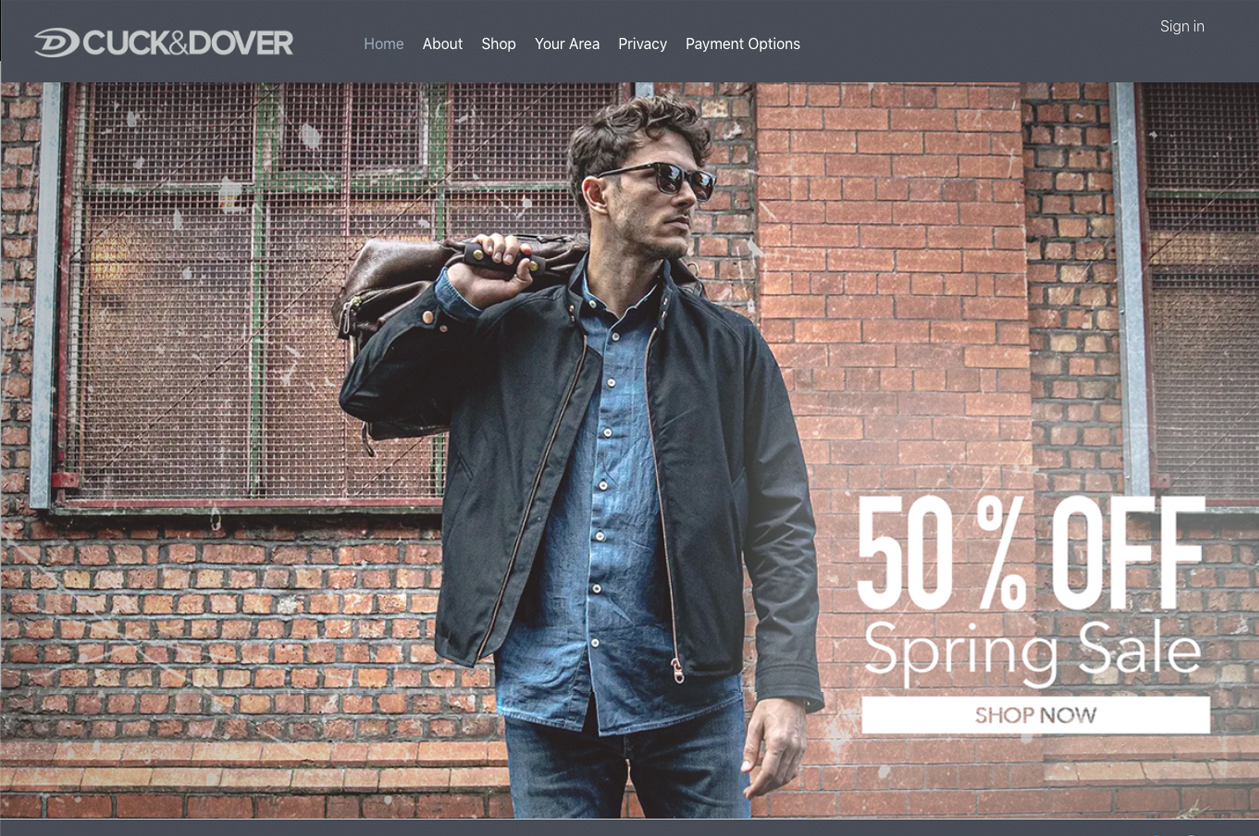 CUCK&DOVER
Home About Shop Your Area Privacy Payment Options
Sign in
50 % OFF
Spring Sale
SHOP NOW